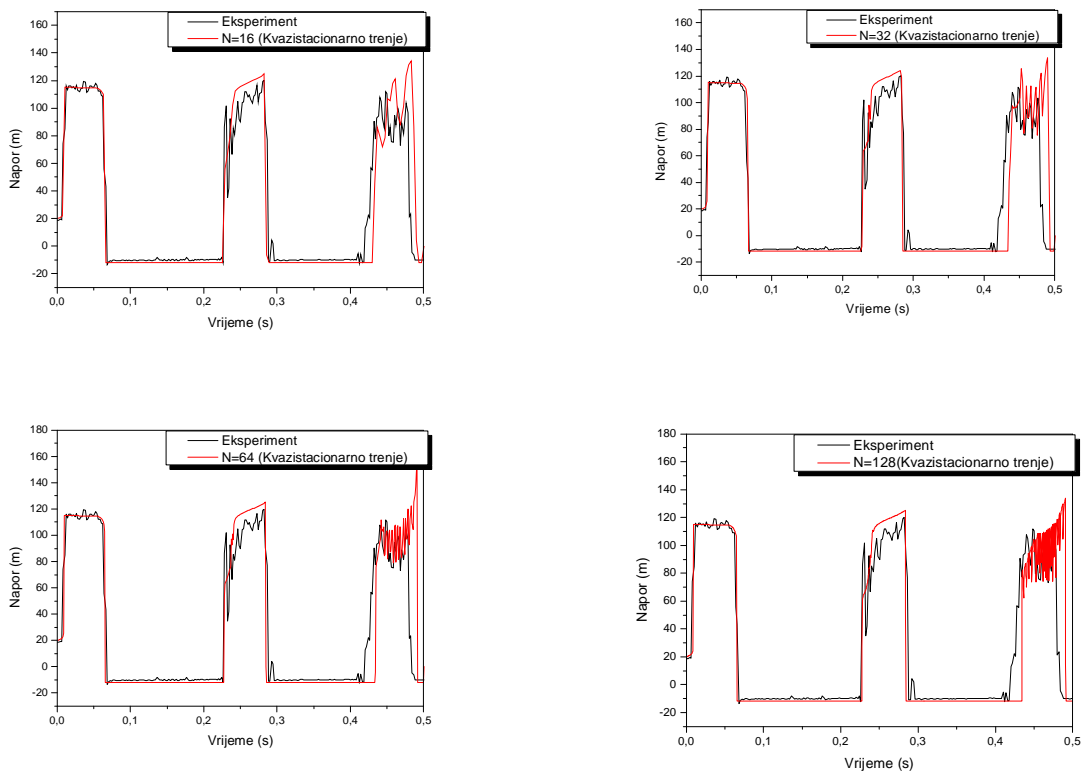 Eksperiment
N=16 (Kvazistacionarno trenje)
Napor (m)
160
140
120
100
80
60
40
20
0
-20
0,0 0,1 0,2 0,3 0,4 0,5
Vrijeme (s)
Eksperiment
N=32 (Kvazistacionarno trenje)
Napor (m)
160
140
120
100
80
60
40
20
0
-20
0,0 0,1 0,2 0,3 0,4 0,5
Vrijeme (s)
Eksperiment
N=64 (Kvazistacionarno trenje)
Napor (m)
180
160
140
120
100
80
60
40
20
0
-20
0,0 0,1 0,2 0,3 0,4 0,5
Vrijeme (s)
Eksperiment
N=128(Kvazistacionarno trenje)
Napor (m)
180
160
140
120
100
80
60
40
20
0
-20
0,0 0,1 0,2 0,3 0,4 0,5
Vrijeme (s)